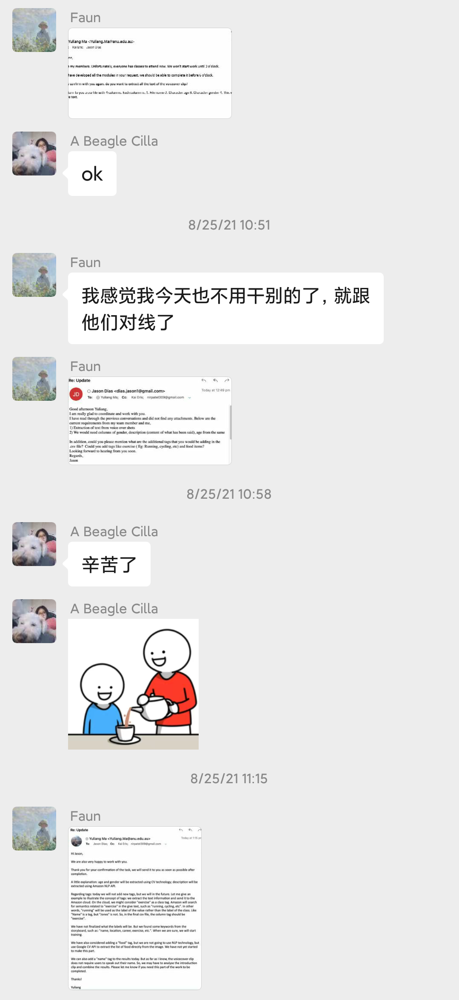 Faun
Yuliang Ma <Yuliang.Ma@anu.edu.au>
Kai Eris; Jason Dias
my members. Unfortunately, everyone has classes to attend now. We won't start work until 3 o'clock.
have developed all the modules in your request, we should be able to complete it before 6 o'clock.
confirm with you again, do you want to extract all the text of the voiceover clip?
to you a csv file with 4 columns. Each column is. 1. File name 2. Character age 3. Character gender 4. This
text.
A Beagle Cilla
ok
8/25/21 10:51
Faun
我感觉我今天也不用干别的了，就跟
他们对线了
Faun
Re: Update
JD
Jason Dias <dias.jason1@gmail.com>
Today at 12:49 pm
To: Yuliang Ma; Cc: Kai Eris; nirpatel309@gmail.com
Good afternoon Yuliang,
I am really glad to coordinate and work with you.
I have read through the previous conversations and did not find any attachments. Below are the
current requirements from my team member and me,
1) Extraction of text from voice over shots
2) We would need columns of gender, description (content of what has been said), age from the same
In addition, could you please mention what are the additional tags that you would be adding in the
.csv file? Could you add tags like exercise ( Eg: Running, cycling, etc) and food items?
Looking forward to hearing from you soon.
Regards,
Jason
8/25/21 10:58
A Beagle Cilla
辛苦了
A Beagle Cilla
8/25/21 11:15
Faun
Re: Update
Yuliang Ma <Yuliang.Ma@anu.edu.au>
Today at 1:15 pm
To: Jason Dias; Cc: Kai Eris; nirpatel309@gmail.com
Hi Jason,
We are also very happy to work with you.
Thank you for your confirmation of the task, we will send it to you as soon as possible after
completion.
A little explanation: age and gender will be extracted using CV technology; description will be
extracted using Amazon NLP API.
Regarding tags: today we will not add new tags, but we will in the future. Let me give an
example to illustrate the concept of tags: we extract the text information and send it to the
Amazon cloud. On the cloud, we might consider "exercise" as a class tag. Amazon will search
for semantics related to "exercise" in the give text, such as "running, cycling, etc". In other
words, "running" will be used as the label of the value rather than the label of the class. Like
"Name" is a tag, but "Jones" is not. So, in the final csv file, the column tag should be
"exercise".
We have not finalized what the labels will be. But we found some keywords from the
storyboard, such as: "name, location, career, exercise, etc.". When we are sure, we will start
training.
We have also considered adding a "food" tag, but we are not going to use NLP technology, but
use Google CV API to extract the list of food directly from the image. We have not yet started
to make this part.
We can also add a "name" tag to the results today. But as far as I know, the voicecover clip
does not require users to speak out their name. So, we may have to analyse the introduction
clip and combine the results. Please let me know if you need this part of the work to be
completed.
Thanks!
Yuliang